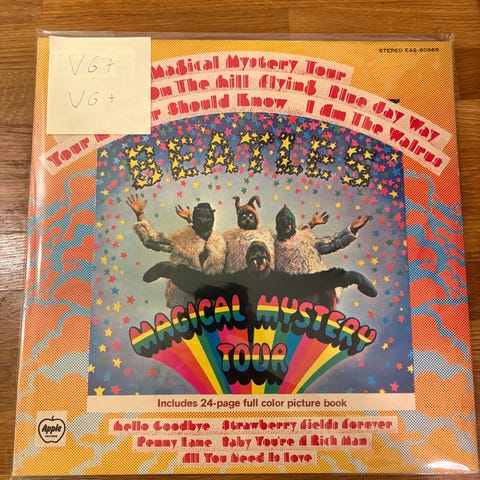 STEREO EAS-80569
VG+
VG+
Magical Mystery Tour
On The Hill Flying Blue Jay Way
Your Should Know I Am The Walrus
BEATLES
MAGICAL MYSTERY
TOUR
Includes 24-page full color picture book
Hello Goodbye Strawberry Fields Forever
Penny Lane Baby You're A Rich Man
All You Need Is Love
Apple
RECORDS